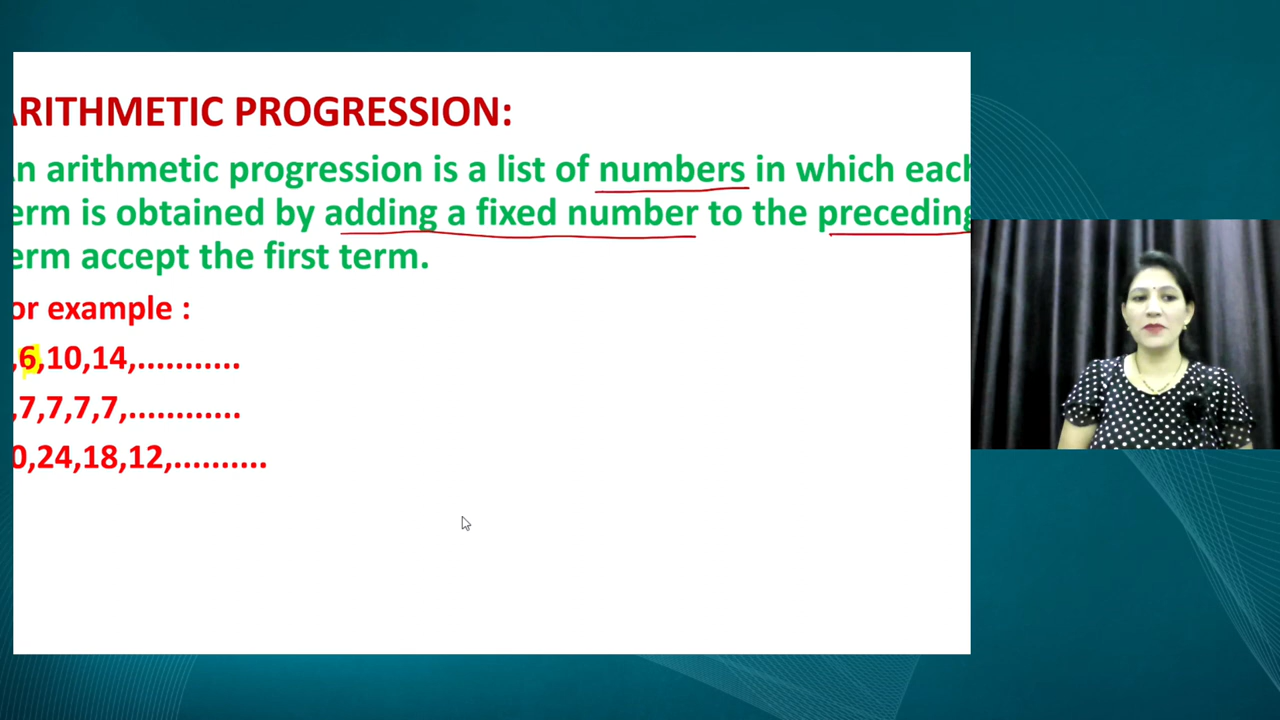 ARITHMETIC PROGRESSION:
n arithmetic progression is a list of numbers in which each
erm is obtained by adding a fixed number to the preceding
erm accept the first term.
or example :
,6,10,14,...........
,7,7,7,7,............
0,24,18,12,..........